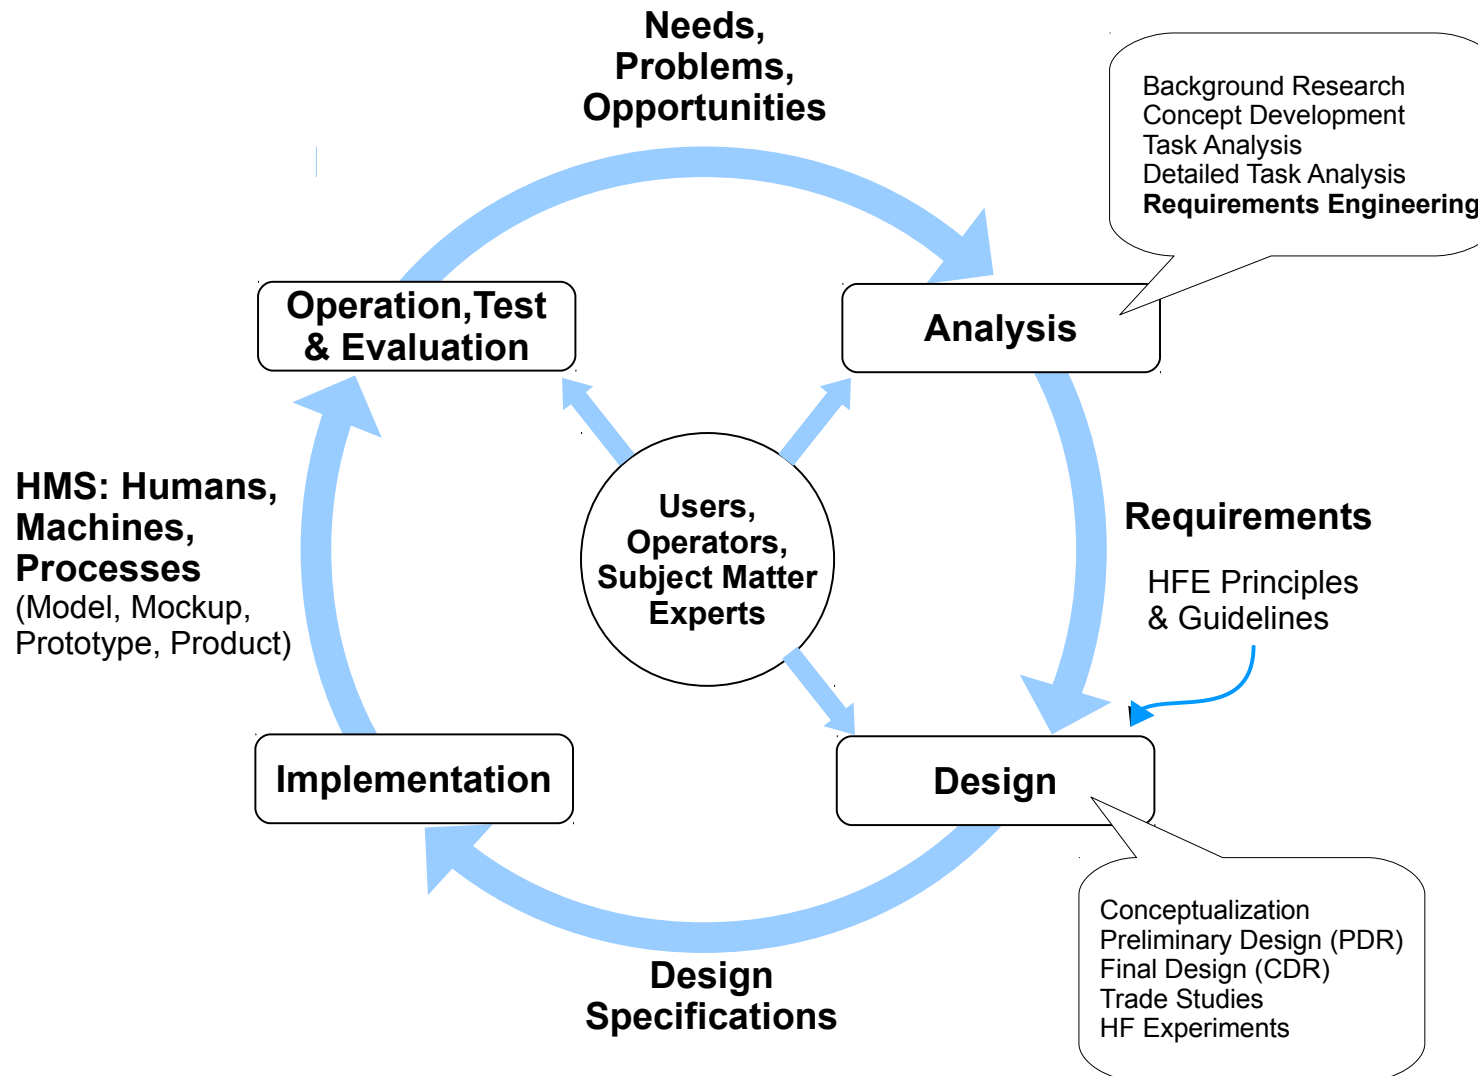 Needs,
Problems,
Opportunities
Background Research
Concept Development
Task Analysis
Detailed Task Analysis
Requirements Engineering
Operation,Test
& Evaluation
Analysis
HMS: Humans,
Machines,
Processes
(Model, Mockup,
Prototype, Product)
Users,
Operators,
Subject Matter
Experts
Requirements
HFE Principles
& Guidelines
Implementation
Design
Design
Specifications
Conceptualization
Preliminary Design (PDR)
Final Design (CDR)
Trade Studies
HF Experiments